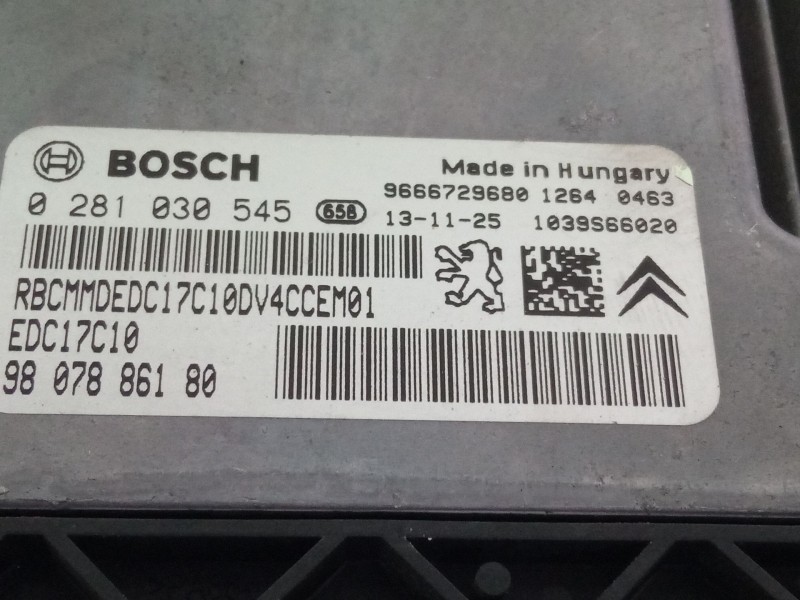 BOSCH
Made in Hungary
0 281 030 545 658
9666729680 1264 0463
13-11-25 1039S66020
RBCMMDEDC17C10DV4CCEM01
EDC17C10
98 078 861 80